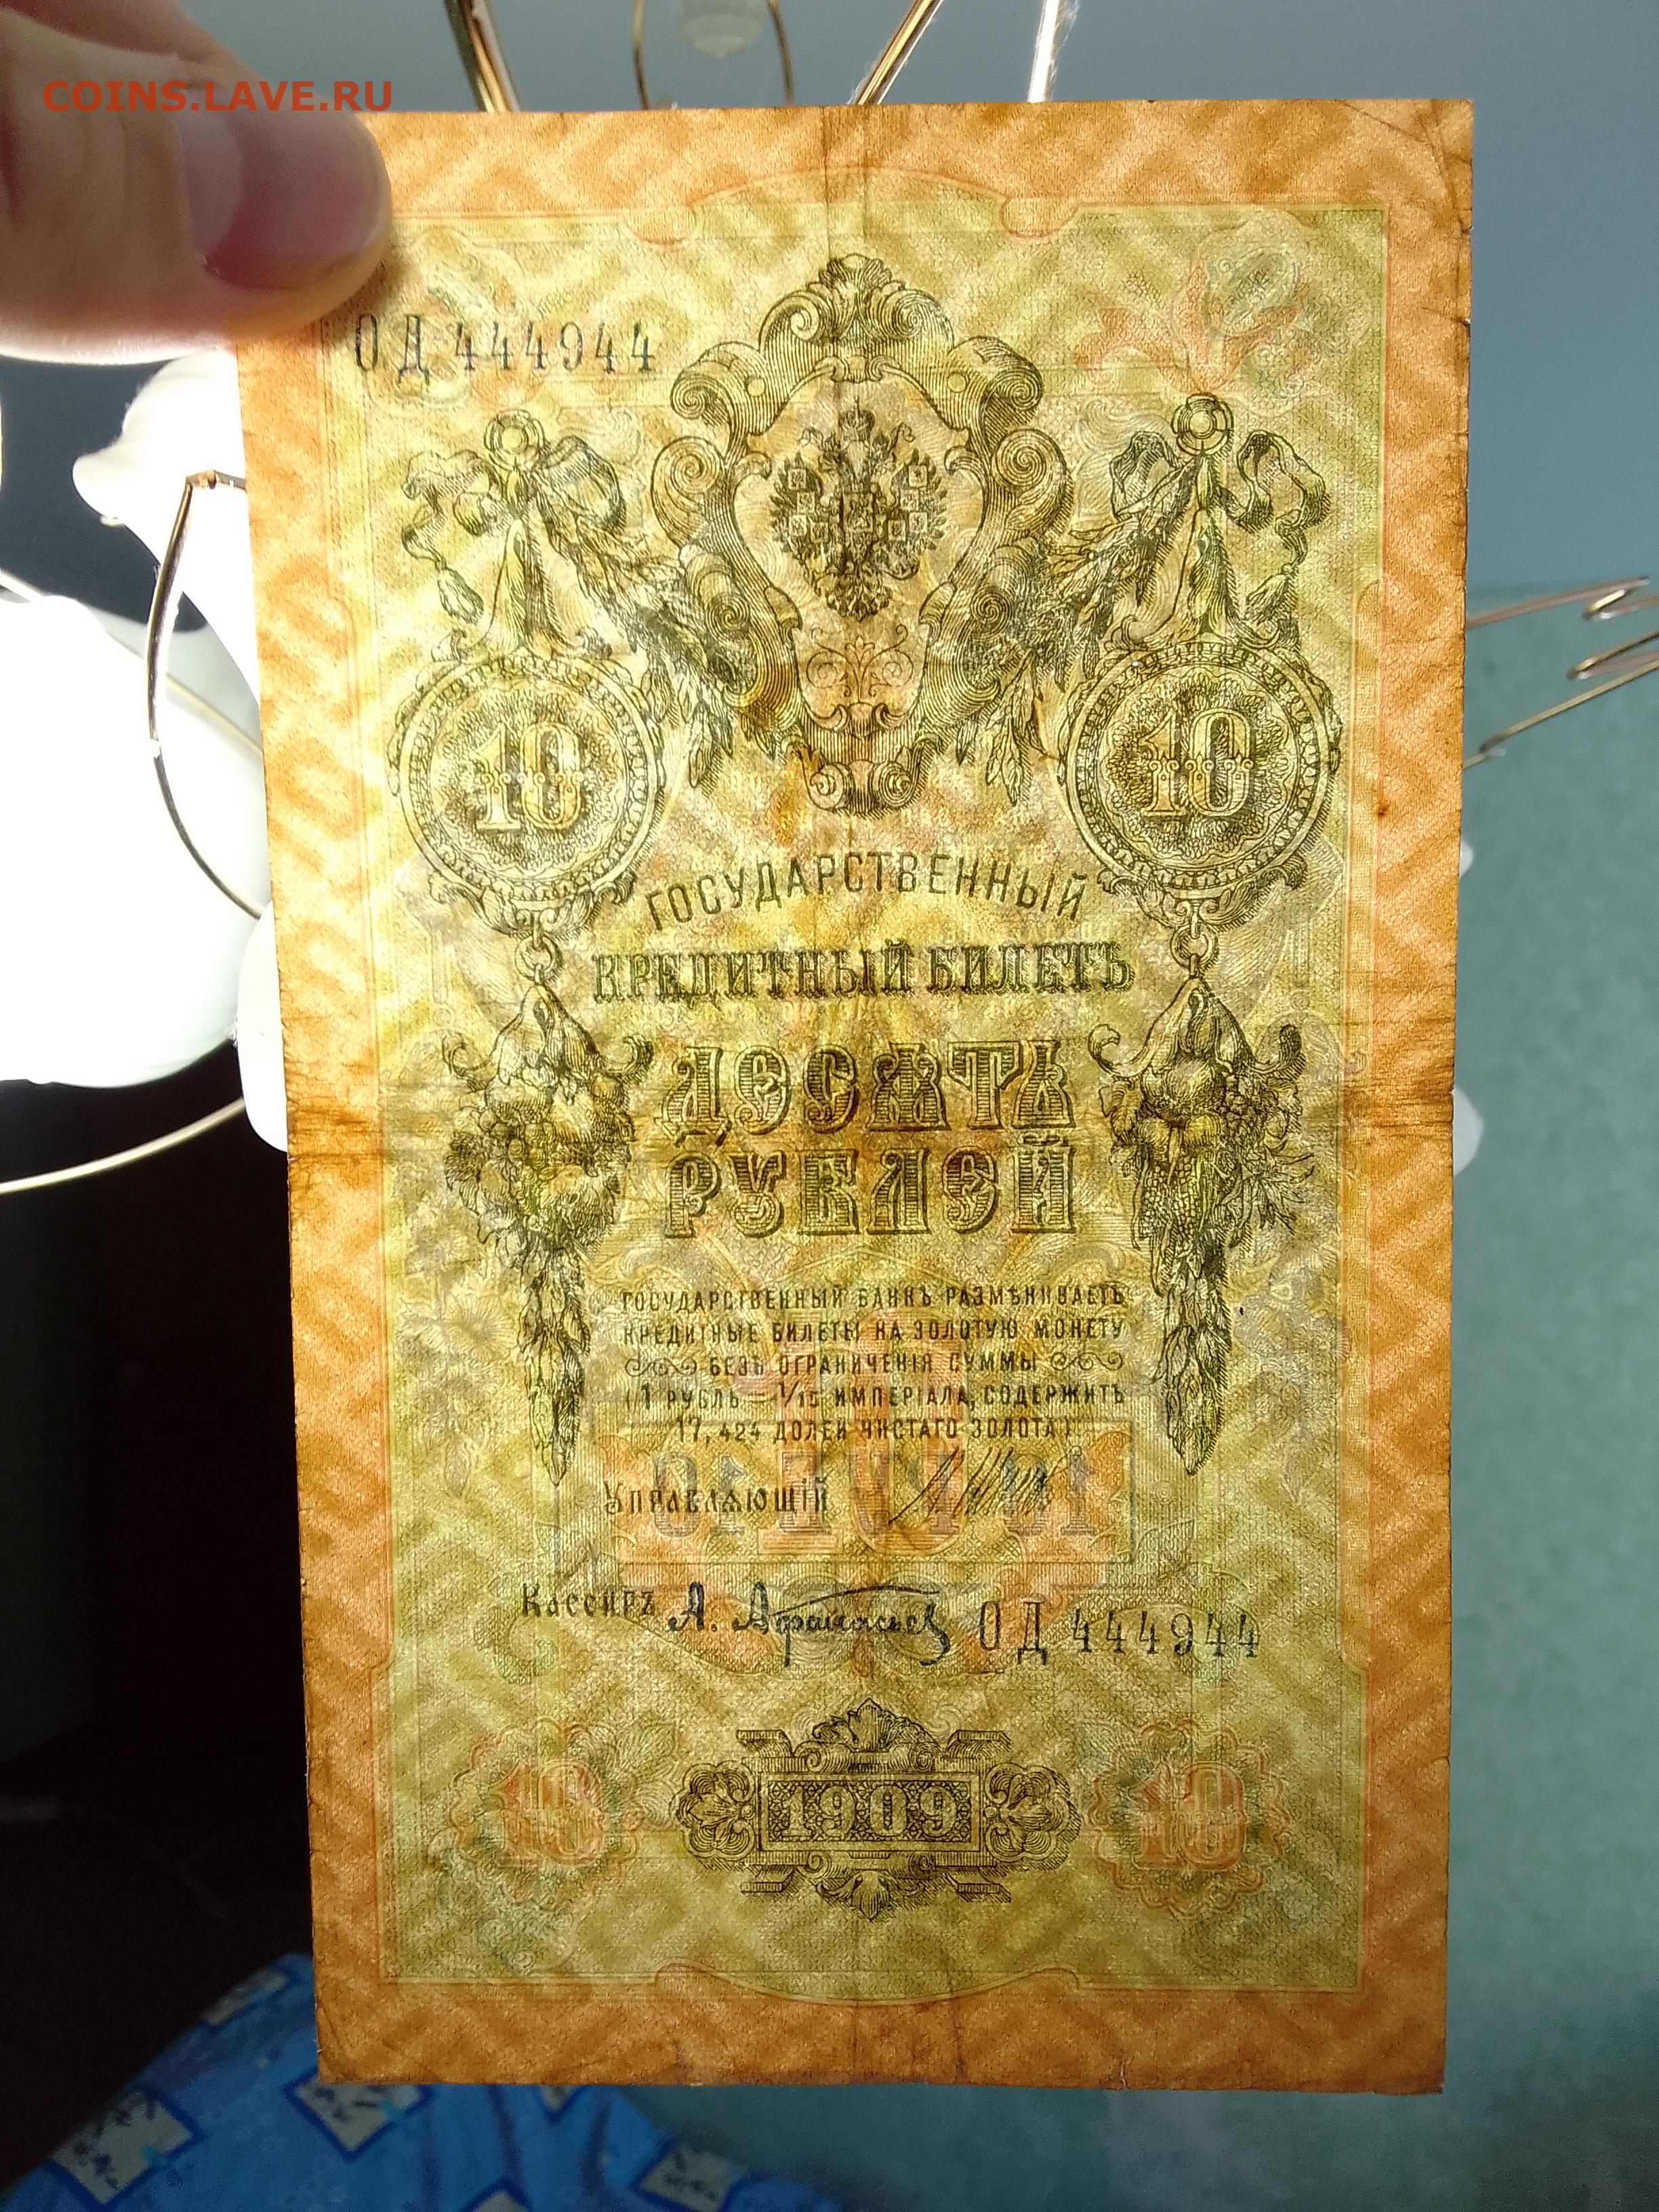 COINS.LAVE.RU
ОД 444944
10 10
ГОСУДАРСТВЕННЫЙ
КРЕДИТНЫЙ БИЛЕТЪ
ДЕСЯТЬ
РУБЛЕЙ
ГОСУДАРСТВЕННЫЙ БАНКЪ РАЗМѢНИВАЕТЪ
КРЕДИТНЫЕ БИЛЕТЫ НА ЗОЛОТУЮ МОНЕТУ
БЕЗЪ ОГРАНИЧЕНІЯ СУММЫ
(1 РУБЛЬ = 1/15 ИМПЕРІАЛА, СОДЕРЖИТЪ
17,424 ДОЛЕЙ ЧИСТАГО ЗОЛОТА)
Управляющій
Кассиръ А. Афанасьев ОД 444944
10 1909 10